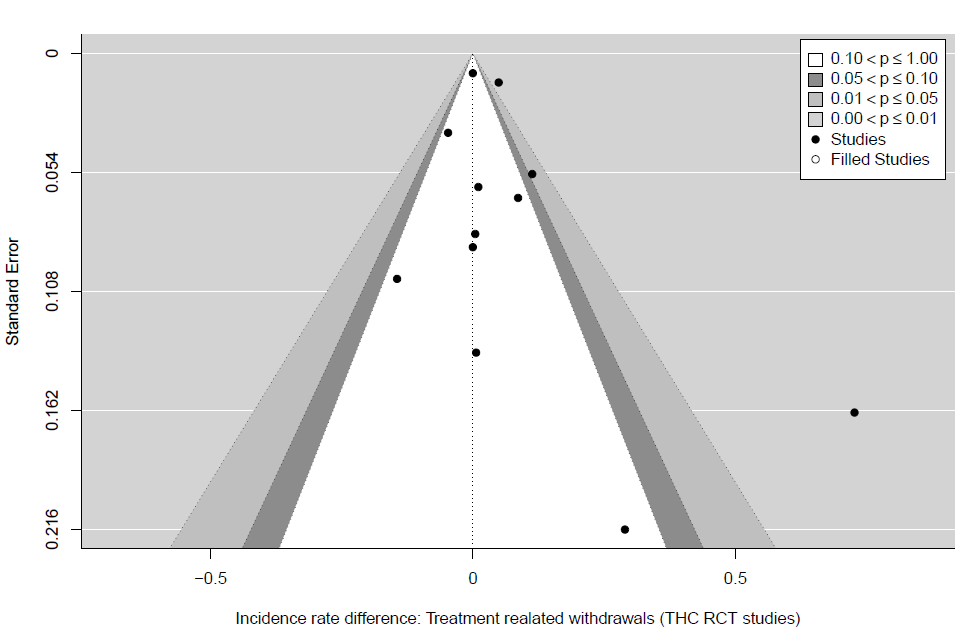 0.10 < p ≤ 1.00
0.05 < p ≤ 0.10
0.01 < p ≤ 0.05
0.00 < p ≤ 0.01
Studies
Filled Studies
Standard Error
0
0.054
0.108
0.162
0.216
−0.5 0 0.5
Incidence rate difference: Treatment realated withdrawals (THC RCT studies)